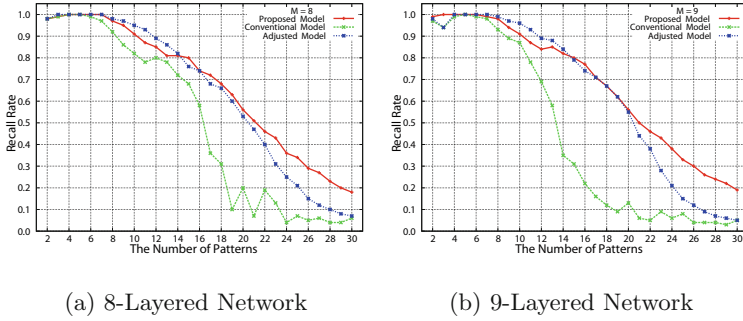 M = 8
Proposed Model
Conventional Model
Adjusted Model
Recall Rate
1.0
0.9
0.8
0.7
0.6
0.5
0.4
0.3
0.2
0.1
0.0
2 4 6 8 10 12 14 16 18 20 22 24 26 28 30
The Number of Patterns
(a) 8-Layered Network
M = 9
Proposed Model
Conventional Model
Adjusted Model
Recall Rate
1.0
0.9
0.8
0.7
0.6
0.5
0.4
0.3
0.2
0.1
0.0
2 4 6 8 10 12 14 16 18 20 22 24 26 28 30
The Number of Patterns
(b) 9-Layered Network